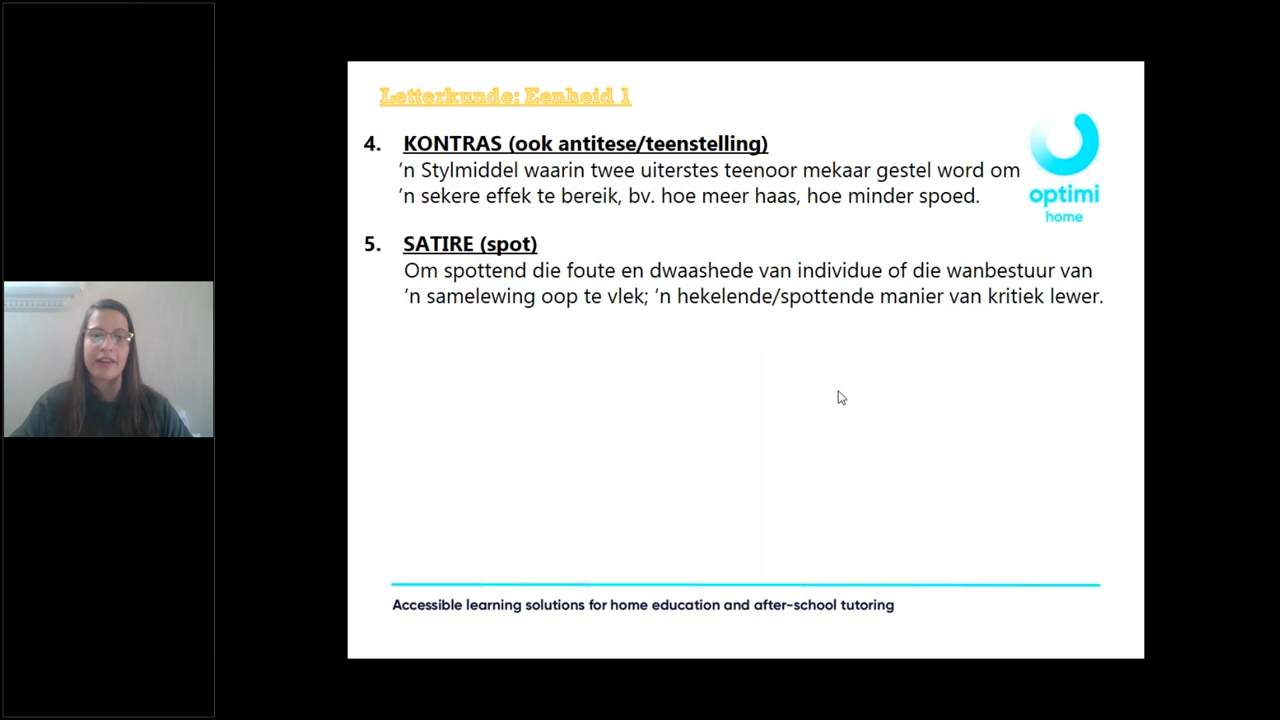 Letterkunde: Eenheid 1
4. KONTRAS (ook antitese/teenstelling)
’n Stylmiddel waarin twee uiterstes teenoor mekaar gestel word om
’n sekere effek te bereik, bv. hoe meer haas, hoe minder spoed.
optimi
home
5. SATIRE (spot)
Om spottend die foute en dwaashede van individue of die wanbestuur van
’n samelewing oop te vlek; ’n hekelende/spottende manier van kritiek lewer.
Accessible learning solutions for home education and after-school tutoring